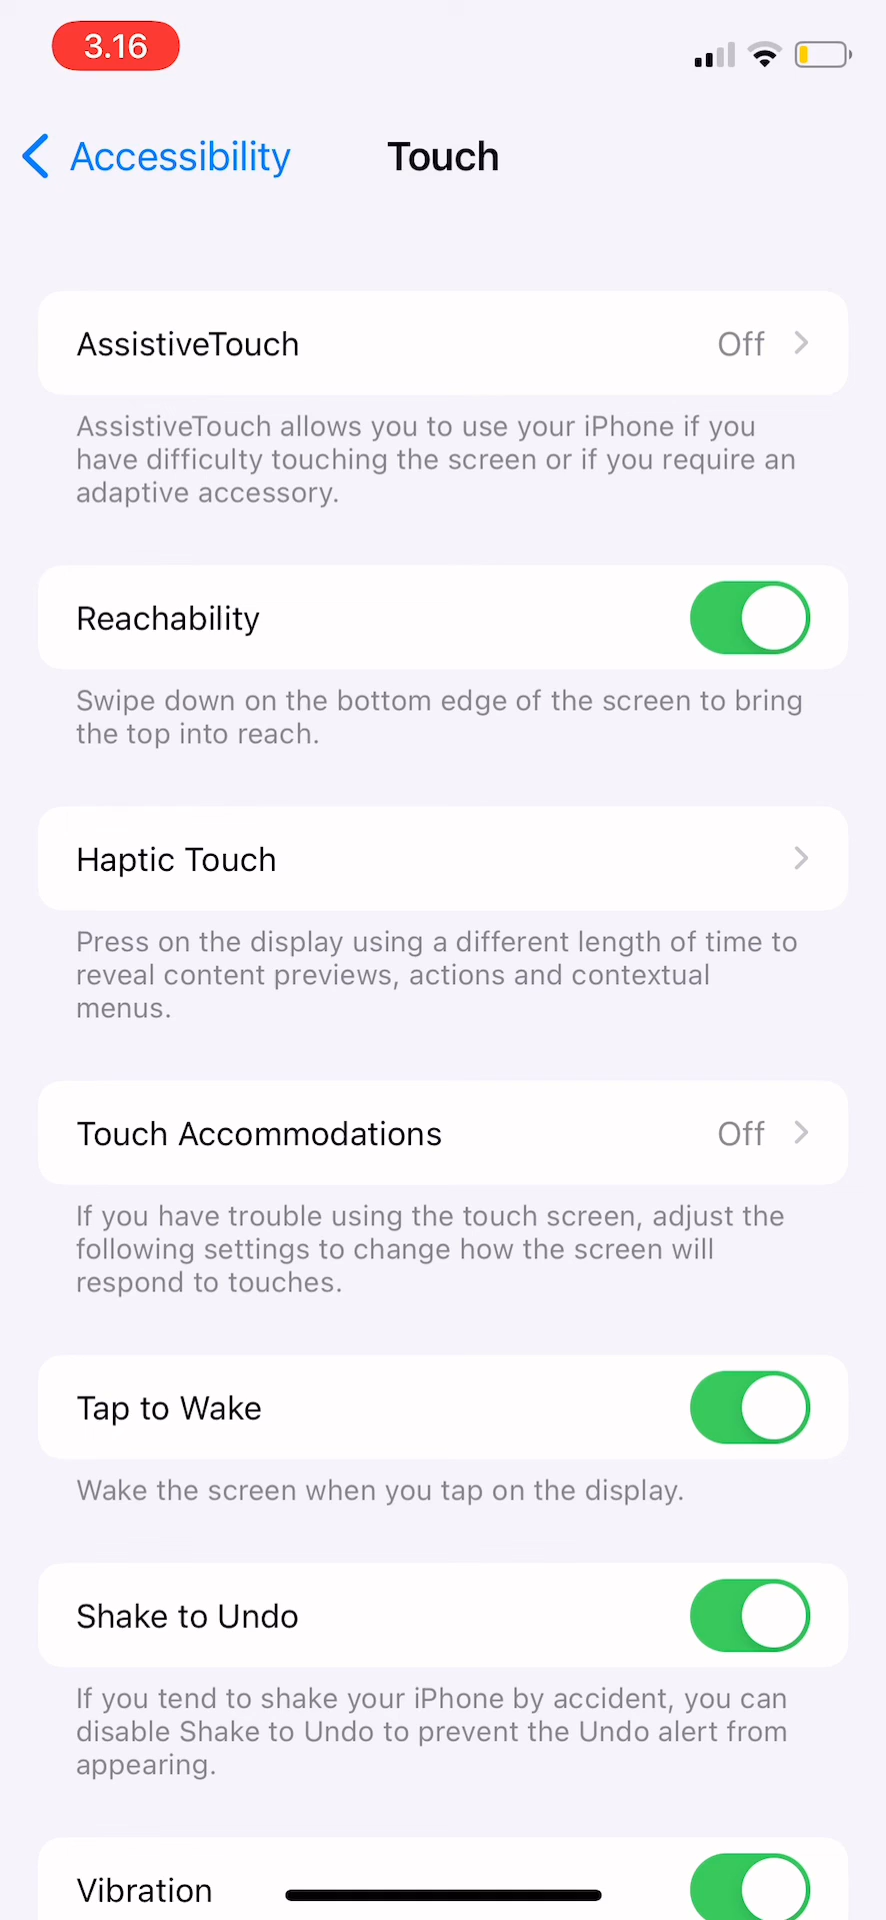 3.16
Accessibility
Touch
AssistiveTouch
Off
AssistiveTouch allows you to use your iPhone if you
have difficulty touching the screen or if you require an
adaptive accessory.
Reachability
Swipe down on the bottom edge of the screen to bring
the top into reach.
Haptic Touch
Press on the display using a different length of time to
reveal content previews, actions and contextual
menus.
Touch Accommodations
Off
If you have trouble using the touch screen, adjust the
following settings to change how the screen will
respond to touches.
Tap to Wake
Wake the screen when you tap on the display.
Shake to Undo
If you tend to shake your iPhone by accident, you can
disable Shake to Undo to prevent the Undo alert from
appearing.
Vibration